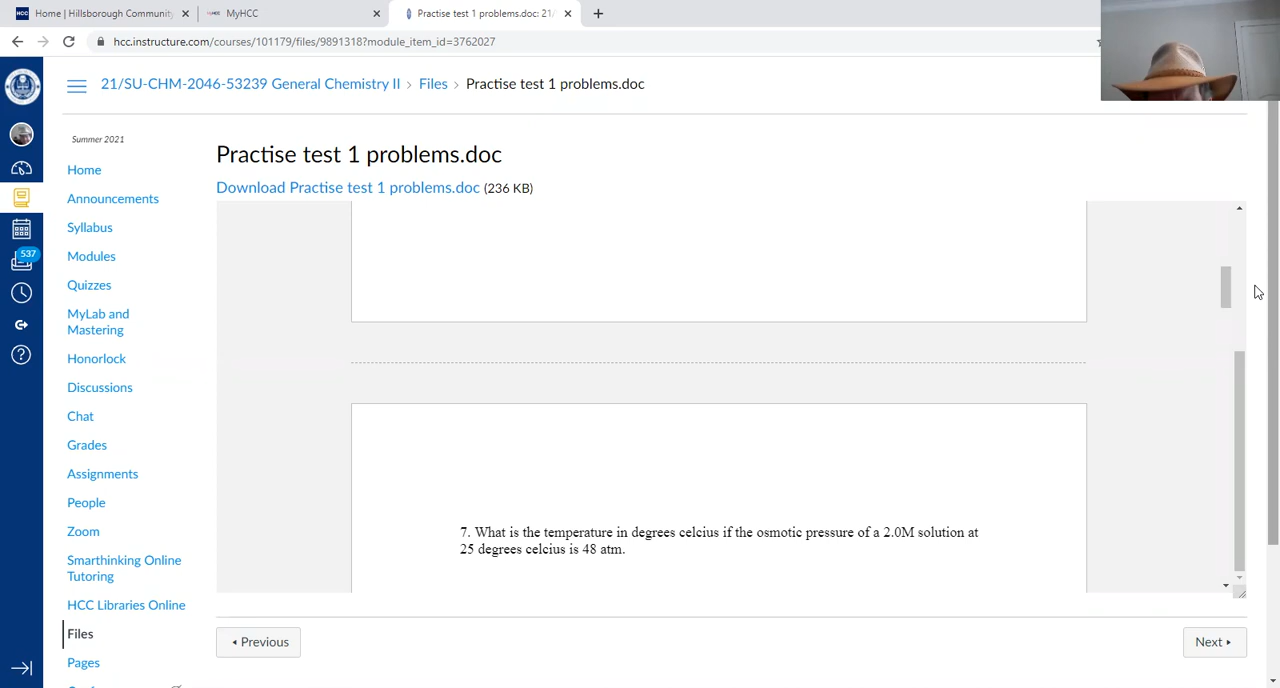 HCC Home | Hillsborough Community
MyHCC
Practise test 1 problems.doc: 21/
hcc.instructure.com/courses/101179/files/9891318?module_item_id=3762027
21/SU-CHM-2046-53239 General Chemistry II › Files › Practise test 1 problems.doc
Summer 2021
Home
Announcements
Syllabus
Modules
Quizzes
MyLab and
Mastering
Honorlock
Discussions
Chat
Grades
Assignments
People
Zoom
Smarthinking Online
Tutoring
HCC Libraries Online
Files
Pages
537
Practise test 1 problems.doc
Download Practise test 1 problems.doc (236 KB)
7. What is the temperature in degrees celcius if the osmotic pressure of a 2.0M solution at
25 degrees celcius is 48 atm.
Previous
Next